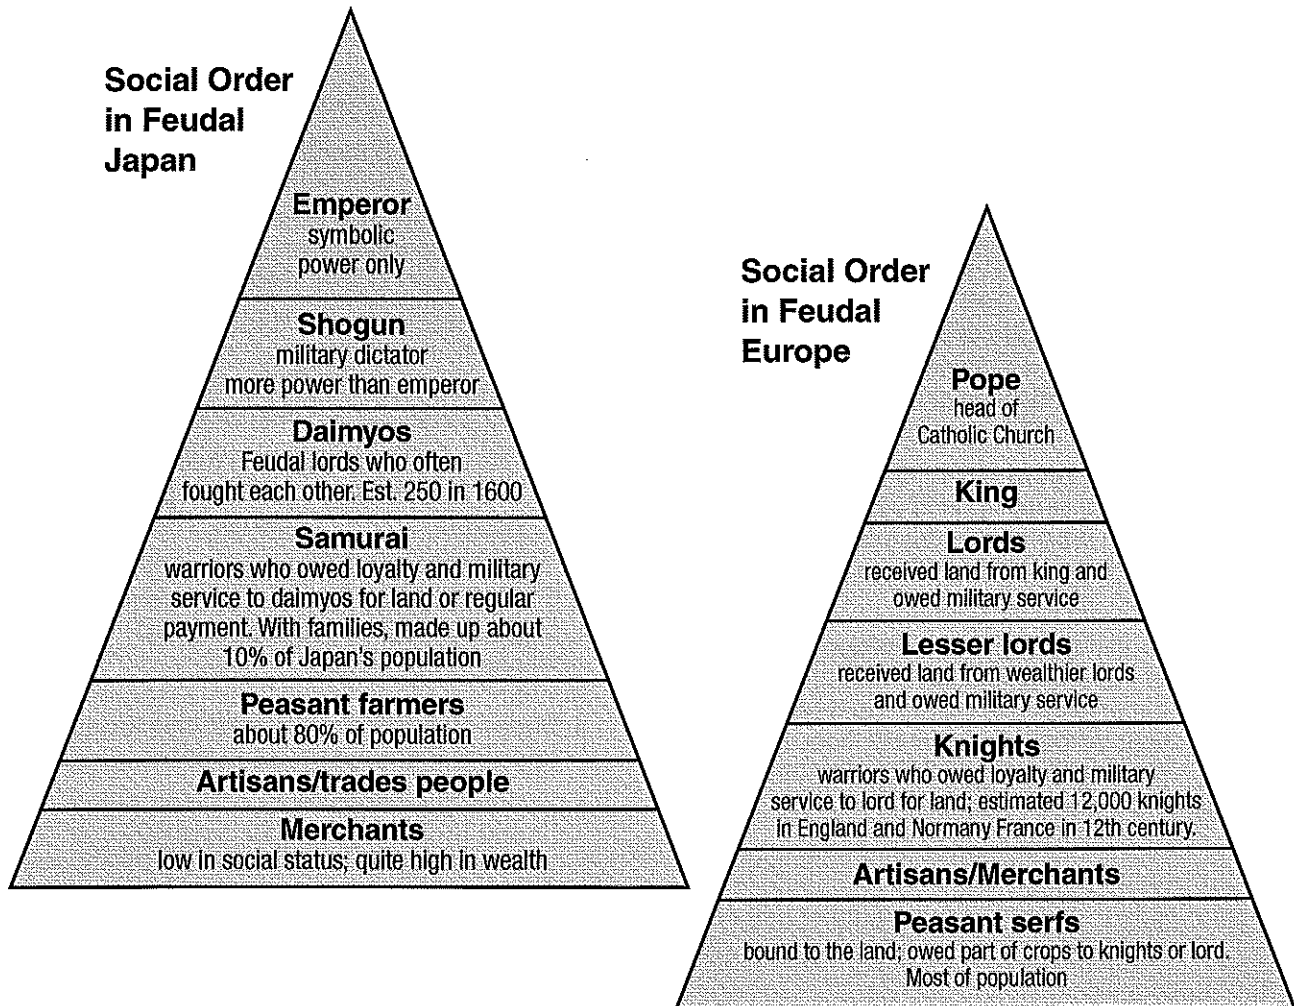 Social Order
in Feudal
Japan
Emperor
symbolic
power only
Shogun
military dictator
more power than emperor
Daimyos
Feudal lords who often
fought each other. Est. 250 in 1600
Samurai
warriors who owed loyalty and military
service to daimyos for land or regular
payment. With families, made up about
10% of Japan's population
Peasant farmers
about 80% of population
Artisans/trades people
Merchants
low in social status; quite high in wealth
Social Order
in Feudal
Europe
Pope
head of
Catholic Church
King
Lords
received land from king and
owed military service
Lesser lords
received land from wealthier lords
and owed military service
Knights
warriors who owed loyalty and military
service to lord for land; estimated 12,000 knights
in England and Normany France in 12th century.
Artisans/Merchants
Peasant serfs
bound to the land; owed part of crops to knights or lord.
Most of population